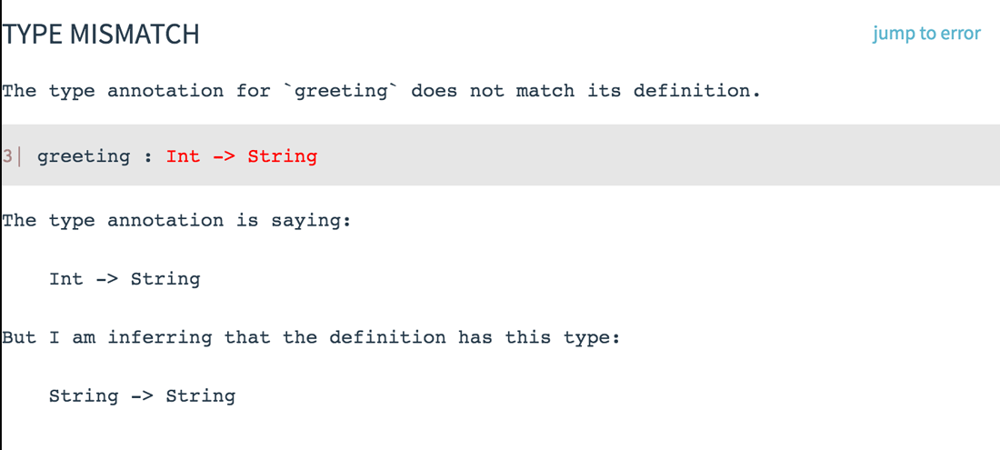 TYPE MISMATCH jump to error
The type annotation for `greeting` does not match its definition.
3| greeting : Int -> String
The type annotation is saying:
Int -> String
But I am inferring that the definition has this type:
String -> String